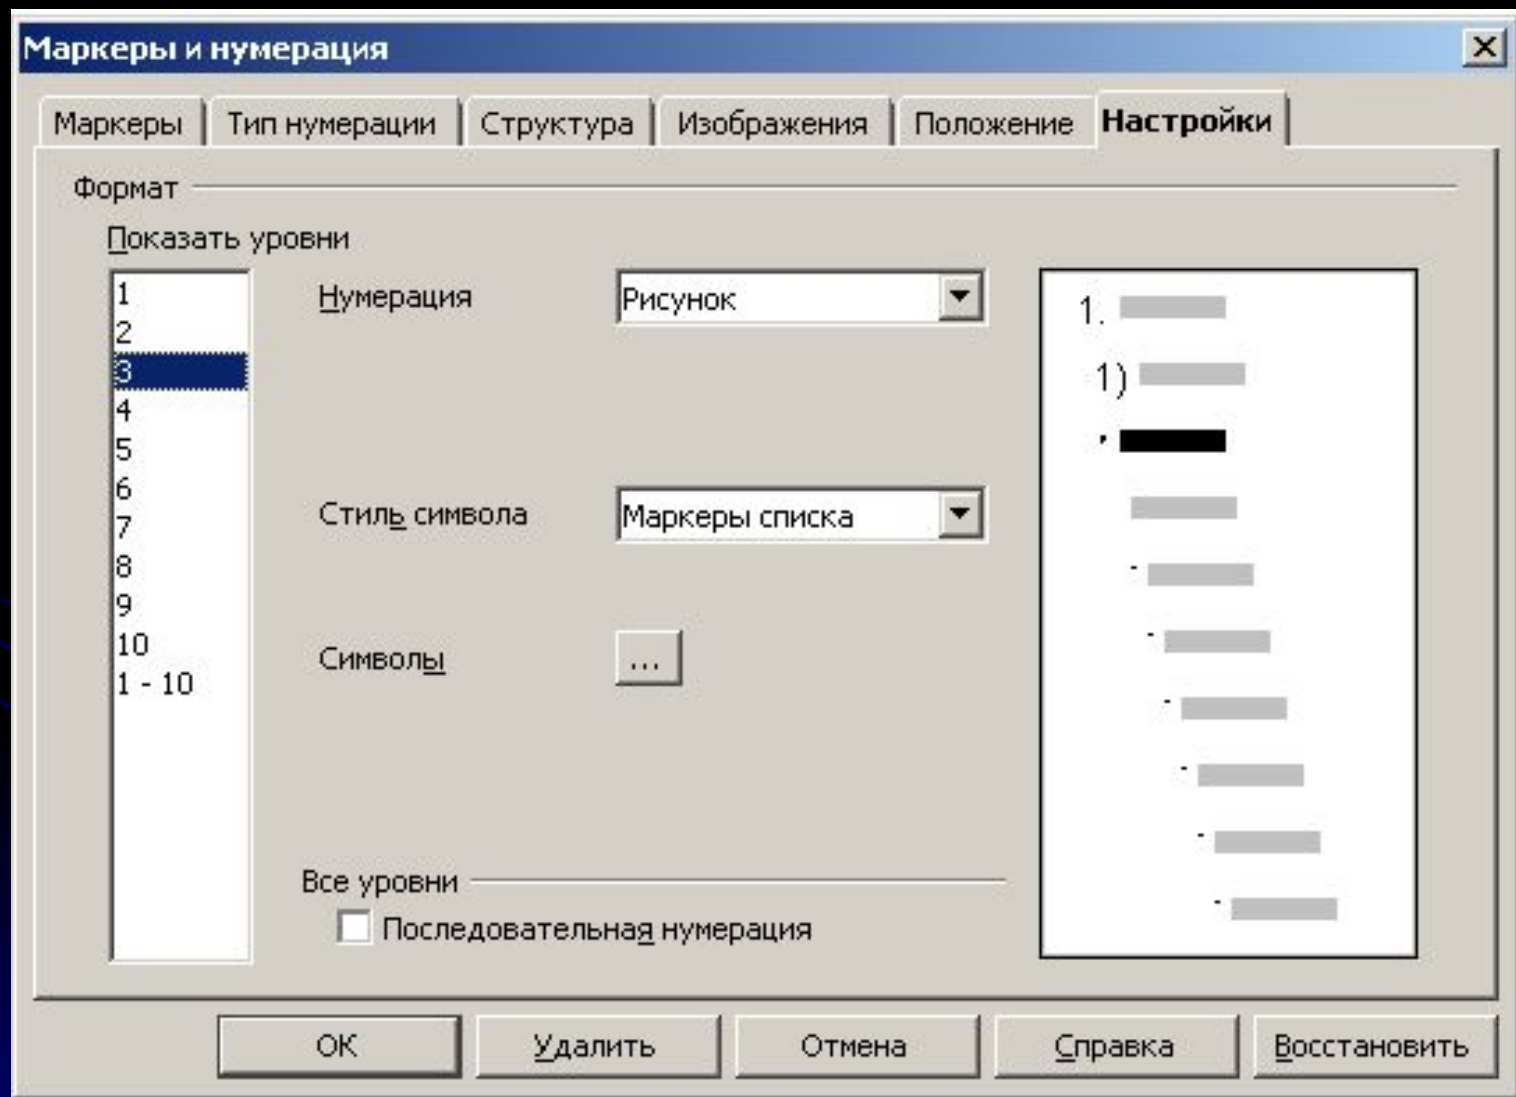 Маркеры и нумерация
Маркеры Тип нумерации Структура Изображения Положение Настройки
Формат
Показать уровни
1
2
3
4
5
6
7
8
9
10
1 - 10
Нумерация Рисунок
Стиль символа Маркеры списка
Символы ...
Все уровни
Последовательная нумерация
1.
1)
ОК Удалить Отмена Справка Восстановить